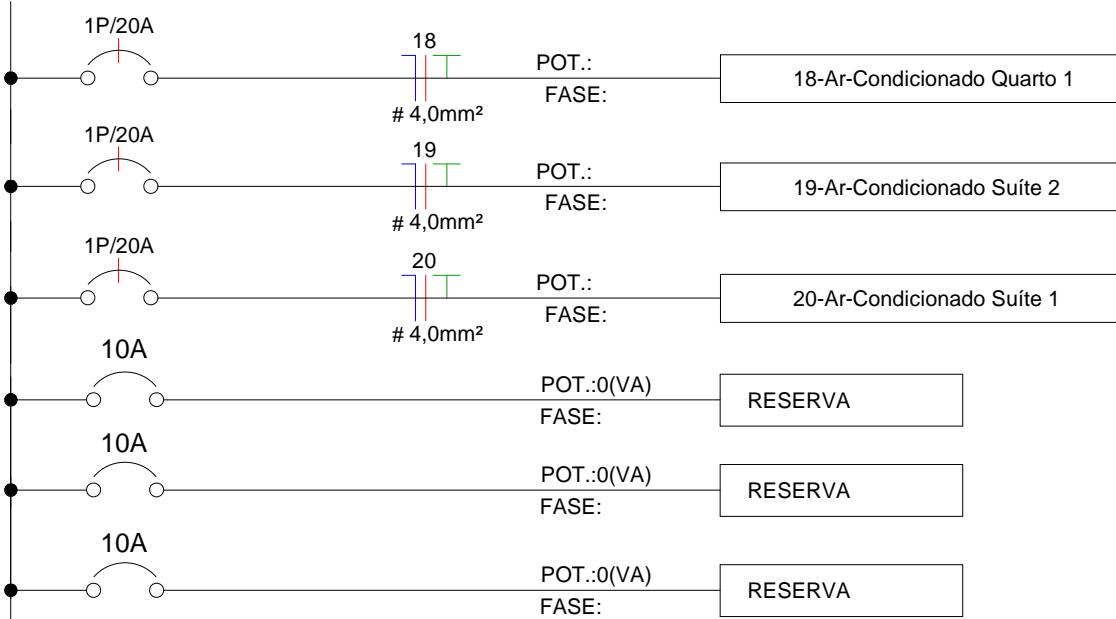 1P/20A
18
POT.:
FASE:
# 4,0mm²
18-Ar-Condicionado Quarto 1
1P/20A
19
POT.:
FASE:
# 4,0mm²
19-Ar-Condicionado Suíte 2
1P/20A
20
POT.:
FASE:
# 4,0mm²
20-Ar-Condicionado Suíte 1
10A
POT.:0(VA)
FASE:
RESERVA
10A
POT.:0(VA)
FASE:
RESERVA
10A
POT.:0(VA)
FASE:
RESERVA